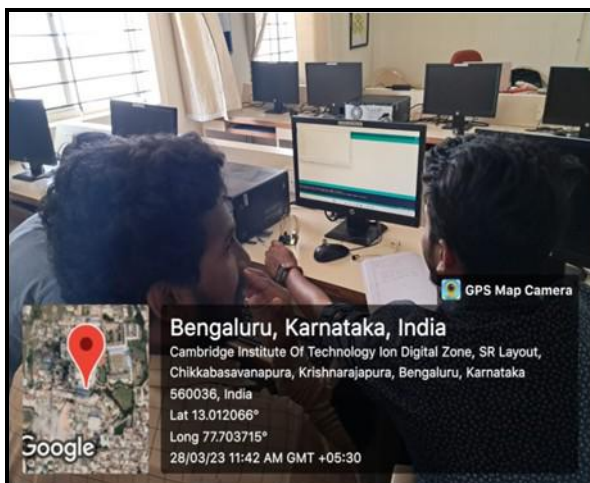 GPS Map Camera
Bengaluru, Karnataka, India
Cambridge Institute Of Technology Ion Digital Zone, SR Layout,
Chikkabasavanapura, Krishnarajapura, Bengaluru, Karnataka
560036, India
Lat 13.012066°
Long 77.703715°
28/03/23 11:42 AM GMT +05:30
Google